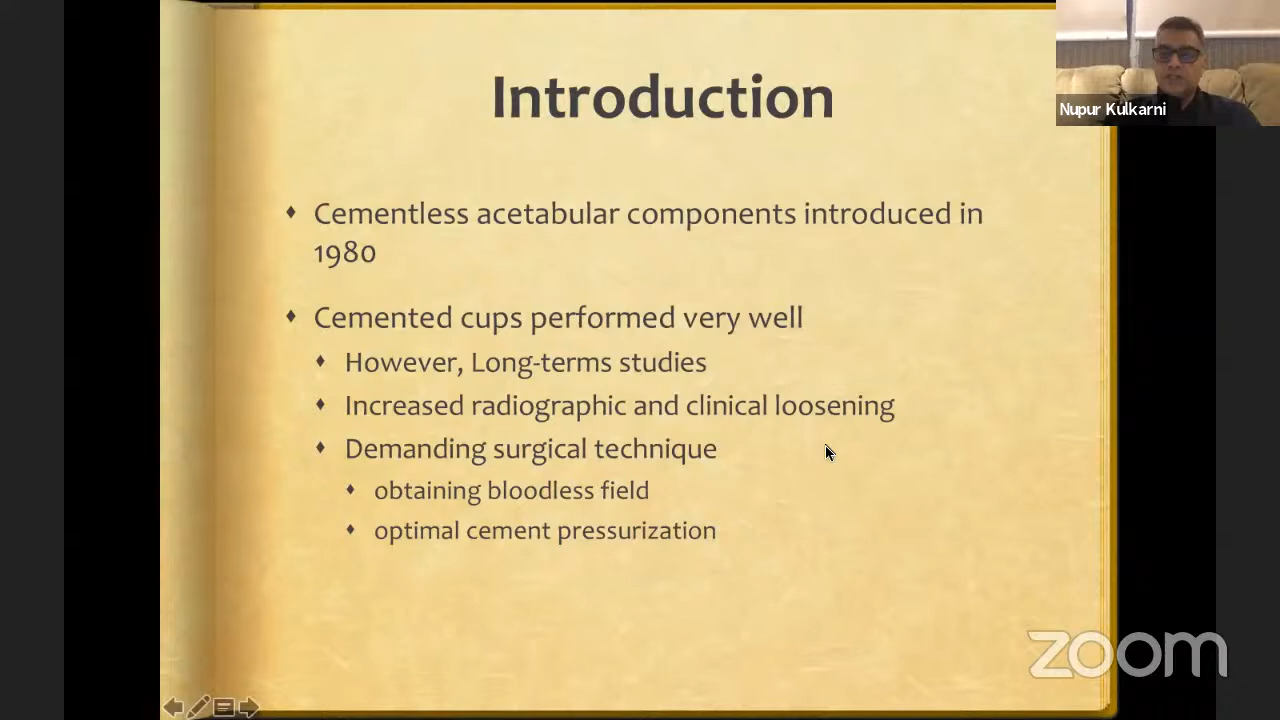 Introduction
Nupur Kulkarni
Cementless acetabular components introduced in
1980
Cemented cups performed very well
However, Long-terms studies
Increased radiographic and clinical loosening
Demanding surgical technique
obtaining bloodless field
optimal cement pressurization
zoom